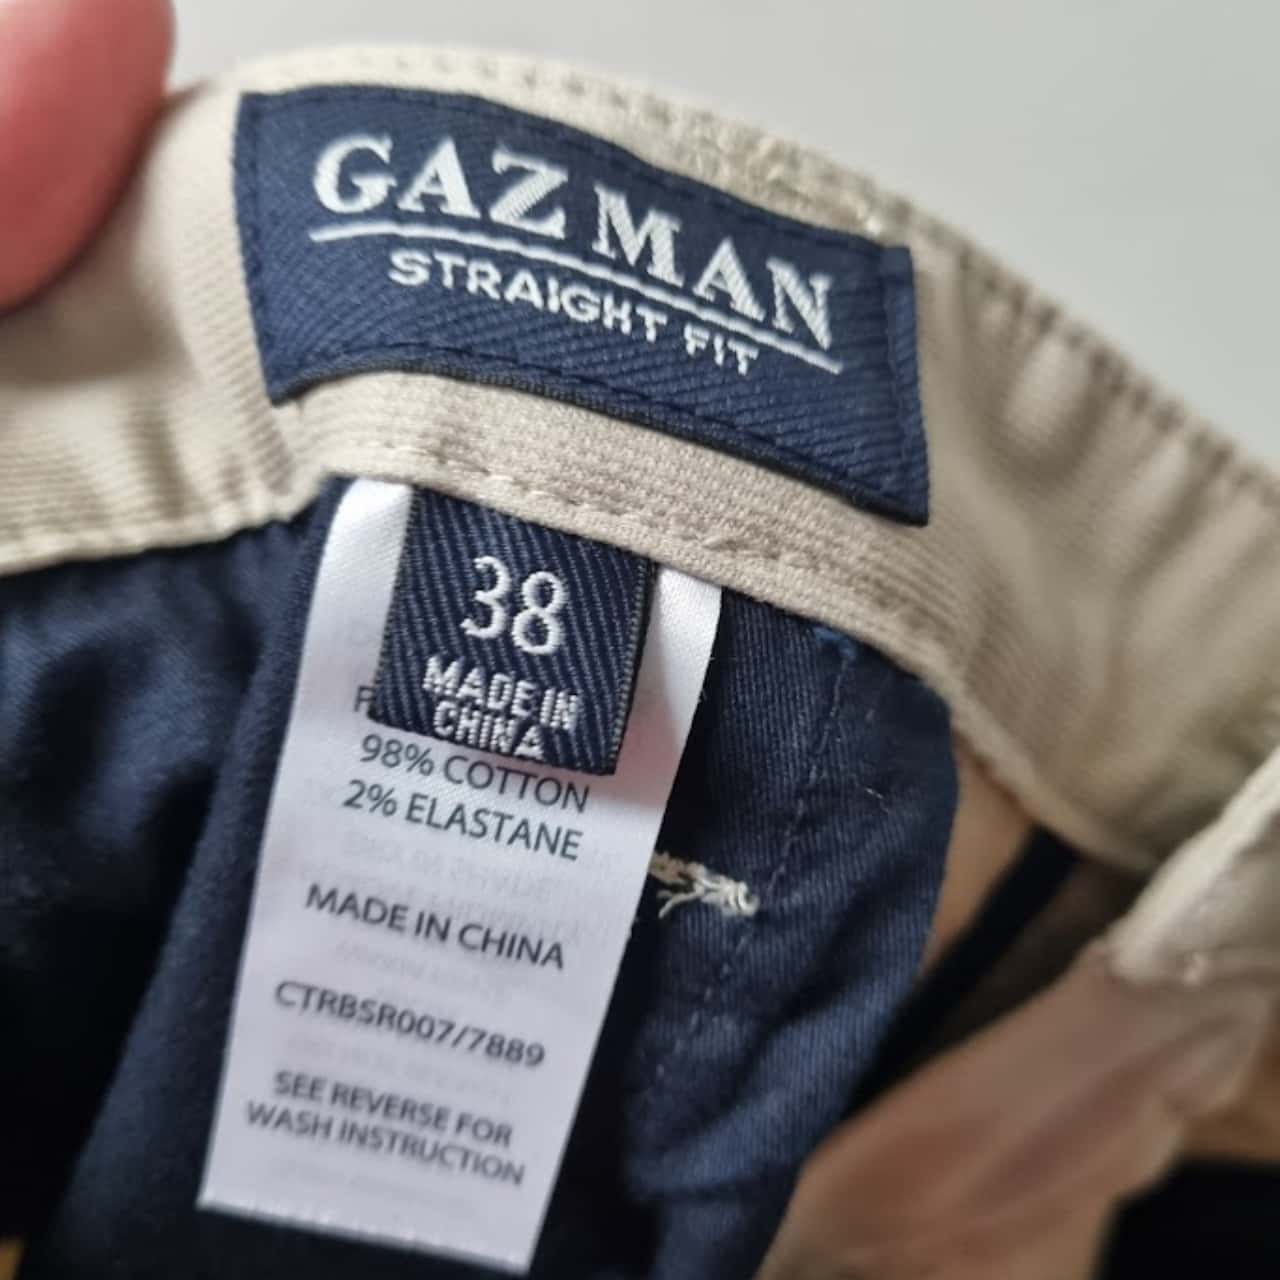 GAZMAN
STRAIGHT FIT
38
MADE IN
CHINA
98% COTTON
2% ELASTANE
MADE IN CHINA
CTRBSR007/7889
SEE REVERSE FOR
WASH INSTRUCTION